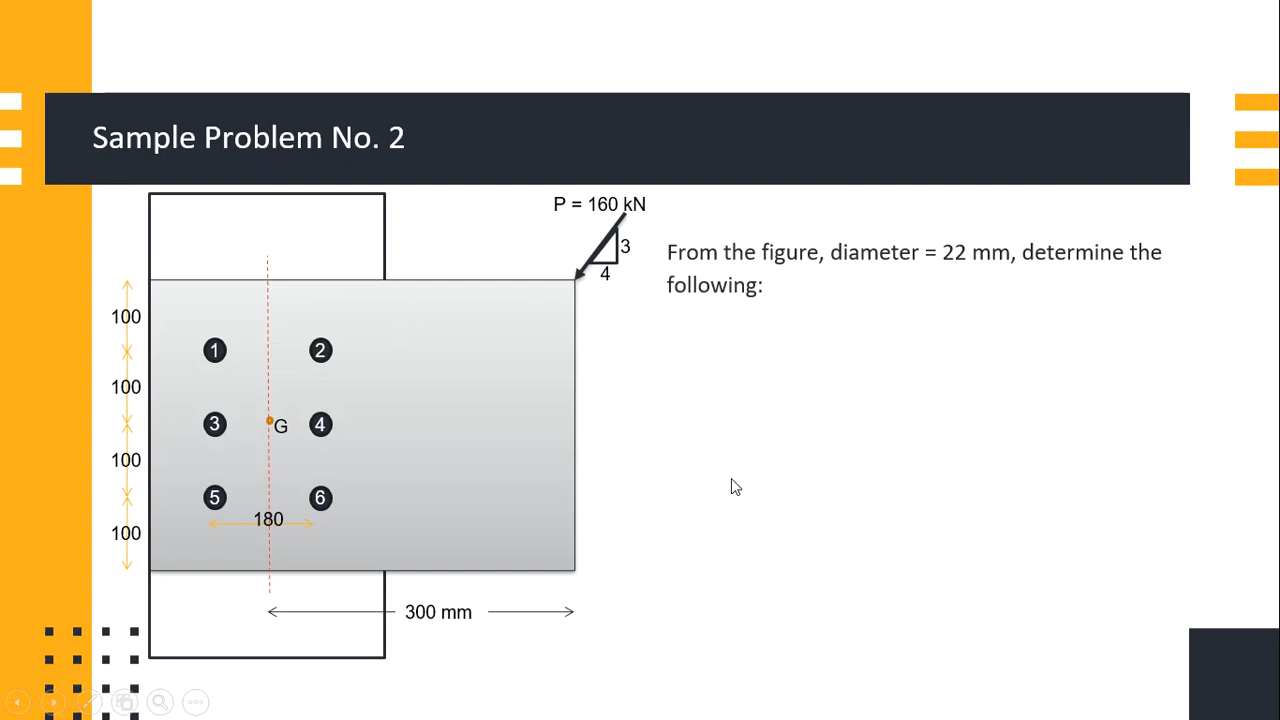 Sample Problem No. 2
P = 160 kN
3
4
From the figure, diameter = 22 mm, determine the
following:
100
100
100
100
1
2
3
G
4
5
6
180
300 mm